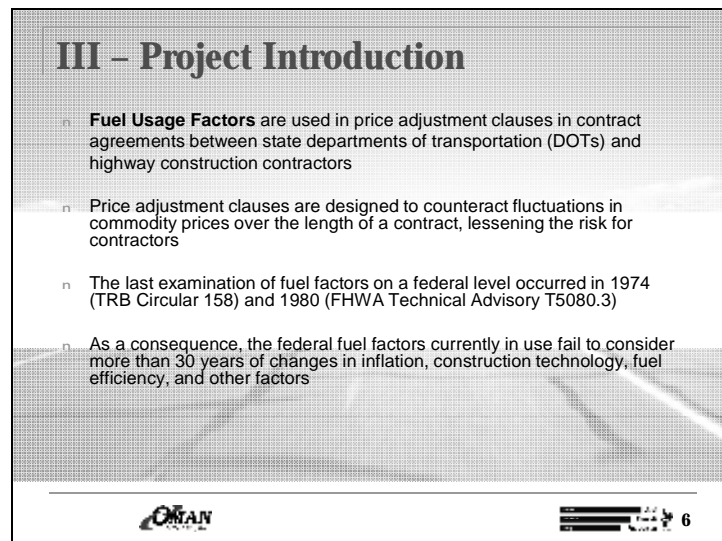 III – Project Introduction
n Fuel Usage Factors are used in price adjustment clauses in contract
agreements between state departments of transportation (DOTs) and
highway construction contractors
n Price adjustment clauses are designed to counteract fluctuations in
commodity prices over the length of a contract, lessening the risk for
contractors
n The last examination of fuel factors on a federal level occurred in 1974
(TRB Circular 158) and 1980 (FHWA Technical Advisory T5080.3)
n As a consequence, the federal fuel factors currently in use fail to consider
more than 30 years of changes in inflation, construction technology, fuel
efficiency, and other factors
OMAN
6